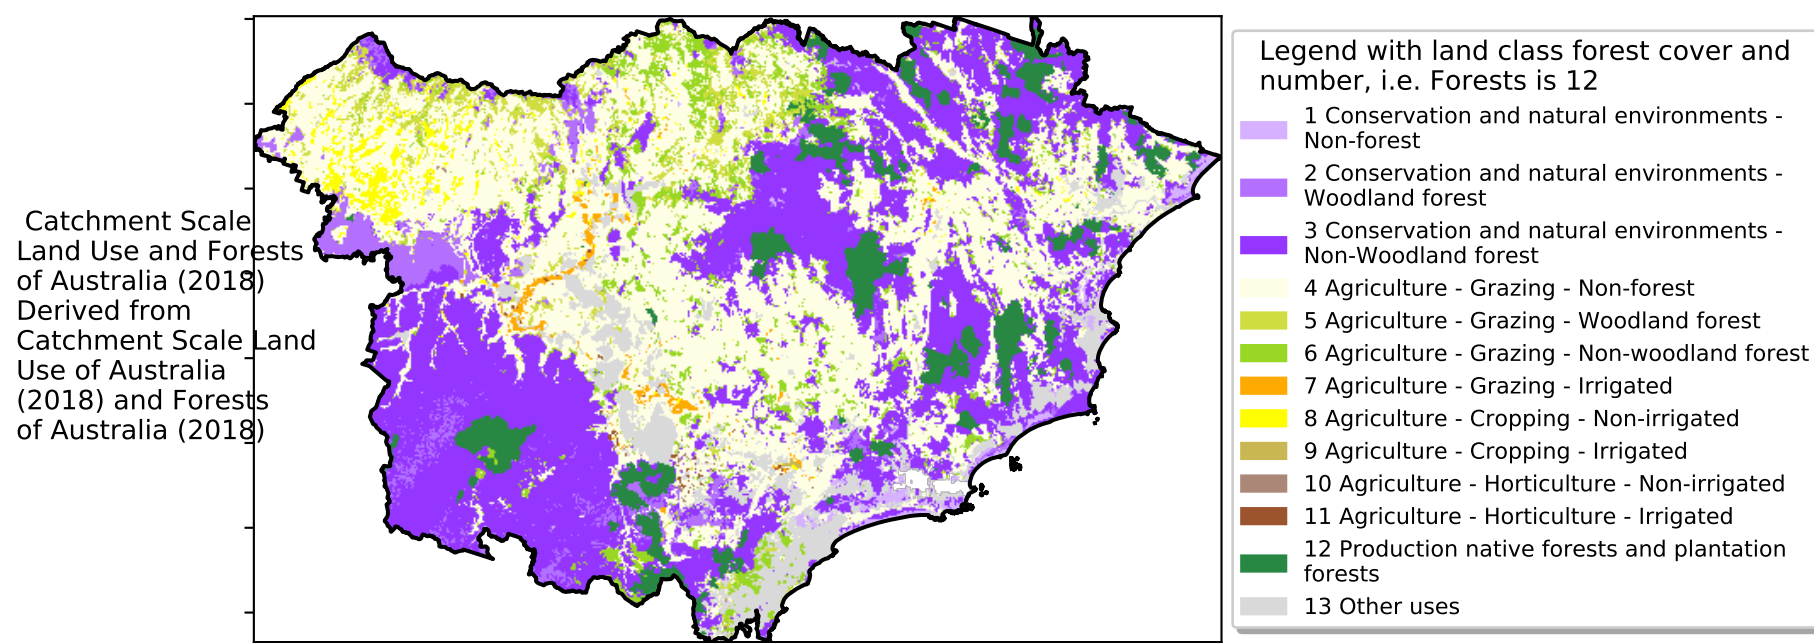 Catchment Scale
Land Use and Forests
of Australia (2018)
Derived from
Catchment Scale Land
Use of Australia
(2018) and Forests
of Australia (2018)
Legend with land class forest cover and
number, i.e. Forests is 12
1 Conservation and natural environments -
Non-forest
2 Conservation and natural environments -
Woodland forest
3 Conservation and natural environments -
Non-Woodland forest
4 Agriculture - Grazing - Non-forest
5 Agriculture - Grazing - Woodland forest
6 Agriculture - Grazing - Non-woodland forest
7 Agriculture - Grazing - Irrigated
8 Agriculture - Cropping - Non-irrigated
9 Agriculture - Cropping - Irrigated
10 Agriculture - Horticulture - Non-irrigated
11 Agriculture - Horticulture - Irrigated
12 Production native forests and plantation
forests
13 Other uses